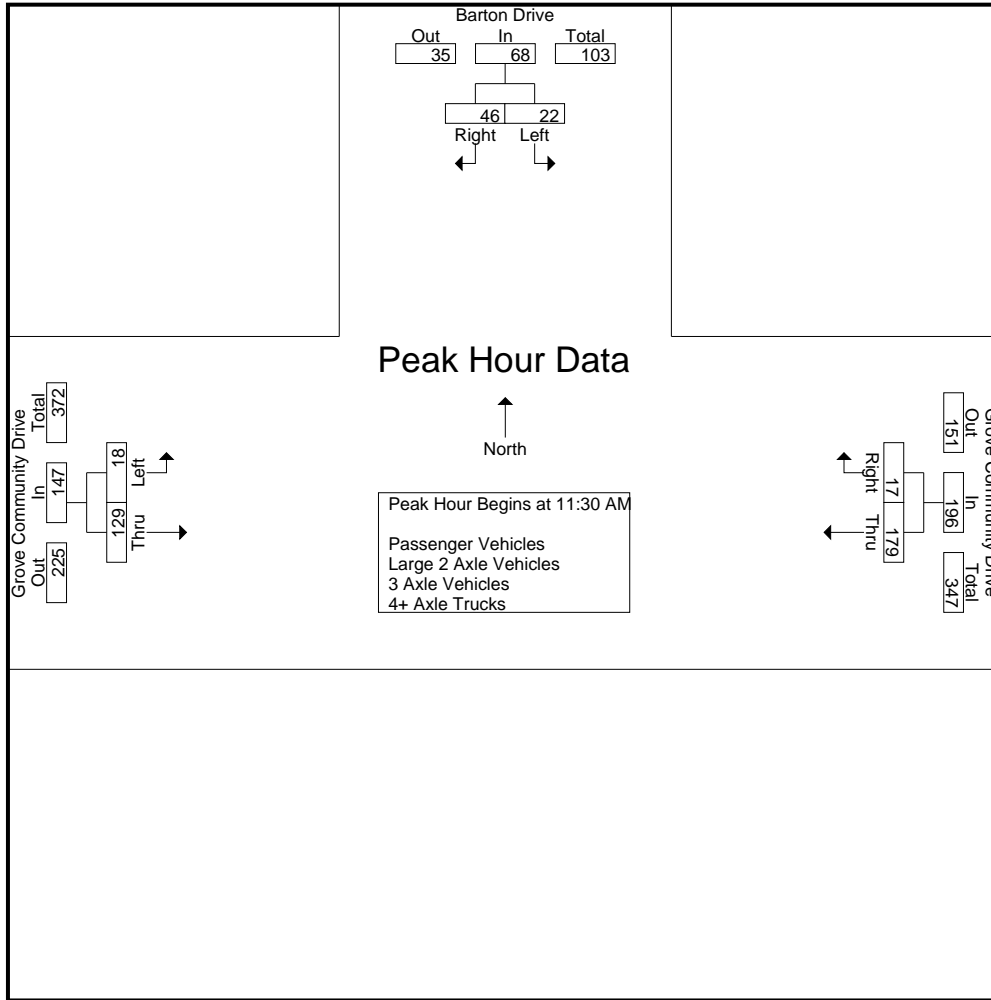 Barton Drive
Out In Total
35 68 103
46 22
Right Left
Peak Hour Data
North
Peak Hour Begins at 11:30 AM
Passenger Vehicles
Large 2 Axle Vehicles
3 Axle Vehicles
4+ Axle Trucks
Grove Community Drive
Out In Total
225 147 372
129 18
Thru Left
Grove Community Drive
Out In Total
151 196 347
17 179
Right Thru